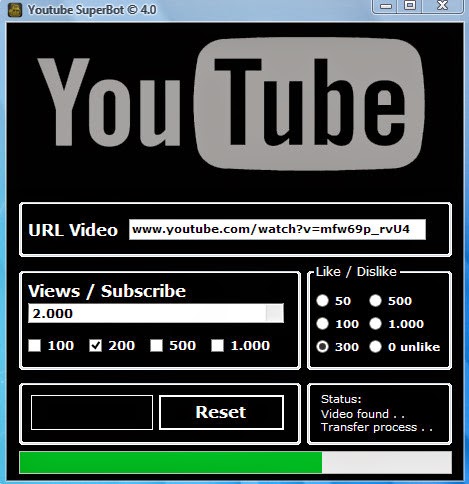 Youtube SuperBot © 4.0
YouTube
URL Video www.youtube.com/watch?v=mfw69p_rvU4
Views / Subscribe
2.000
100 200 500 1.000
Like / Dislike
50 500
100 1.000
300 0 unlike
Reset
Status:
Video found . .
Transfer process . .